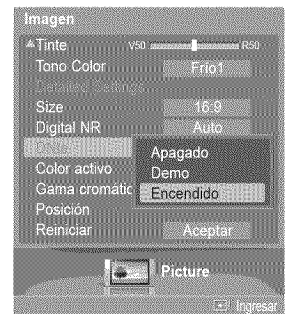 Imagen
Tinte V50 R50
Tono Color Frío1
Detailed Settings
Size 16:9
Digital NR Auto
Apagado
Demo
Color activo
Gama cromátic Encendido
Posición
Reiniciar Aceptar
Picture
Ingresar